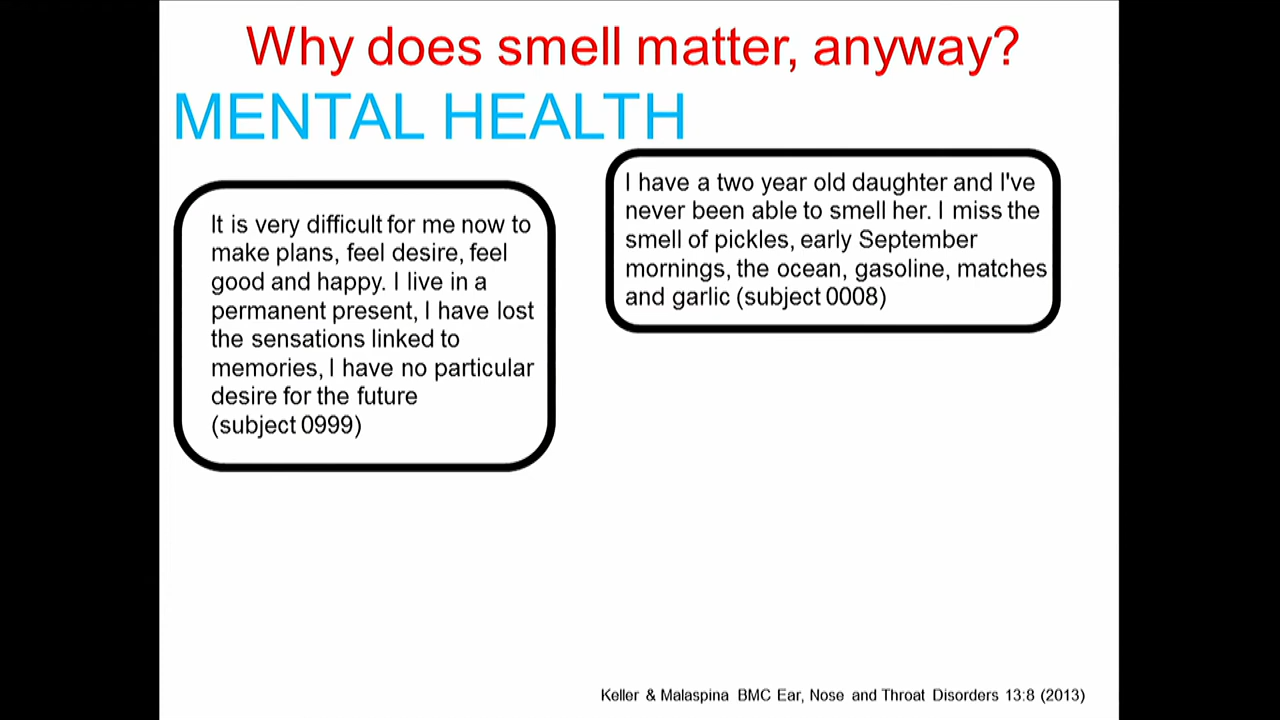 Why does smell matter, anyway?
MENTAL HEALTH
It is very difficult for me now to
make plans, feel desire, feel
good and happy. I live in a
permanent present, I have lost
the sensations linked to
memories, I have no particular
desire for the future
(subject 0999)
I have a two year old daughter and I've
never been able to smell her. I miss the
smell of pickles, early September
mornings, the ocean, gasoline, matches
and garlic (subject 0008)
Keller & Malaspina BMC Ear, Nose and Throat Disorders 13:8 (2013)